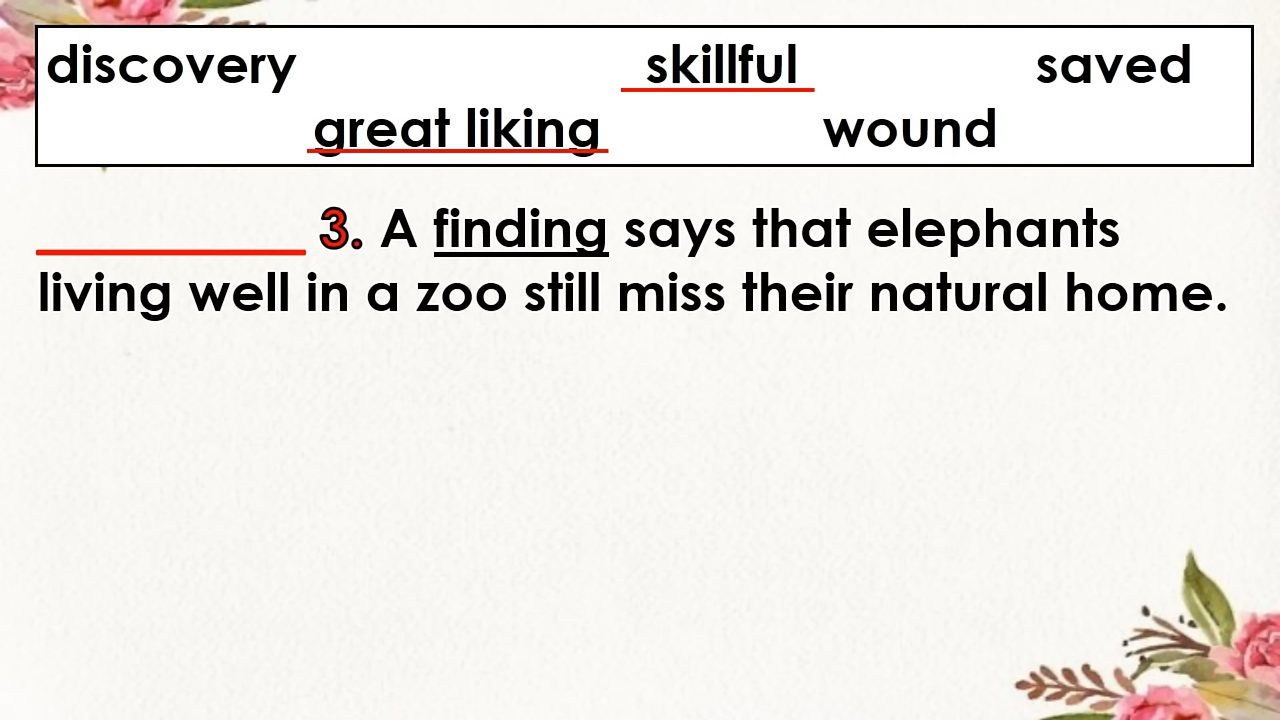 discovery skillful saved
great liking wound
__________ 3. A finding says that elephants
living well in a zoo still miss their natural home.